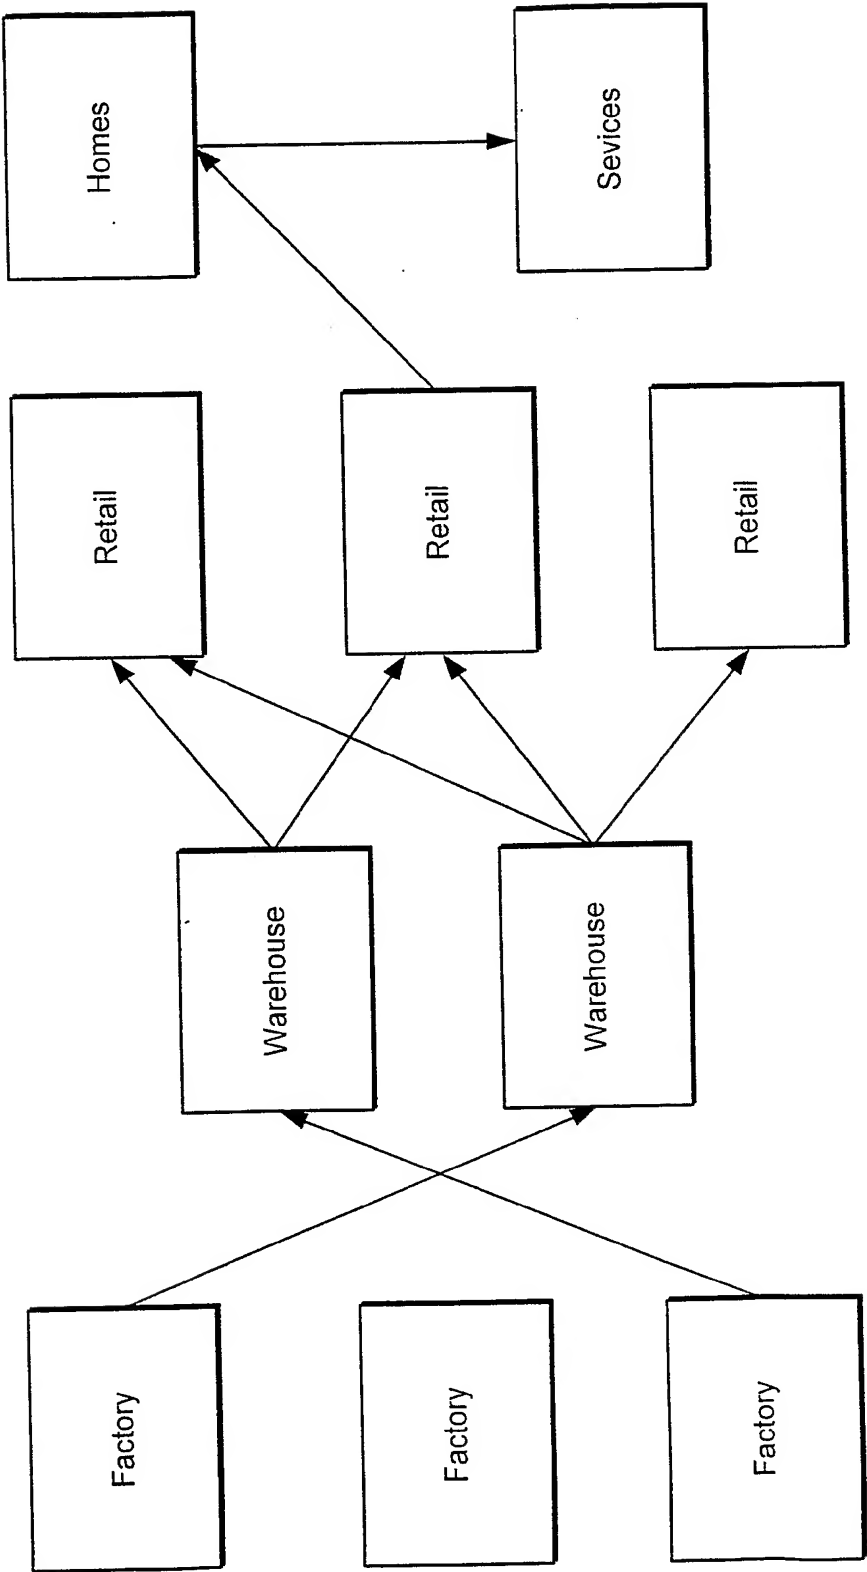 Factory
Factory
Factory
Warehouse
Warehouse
Retail
Retail
Retail
Homes
Sevices